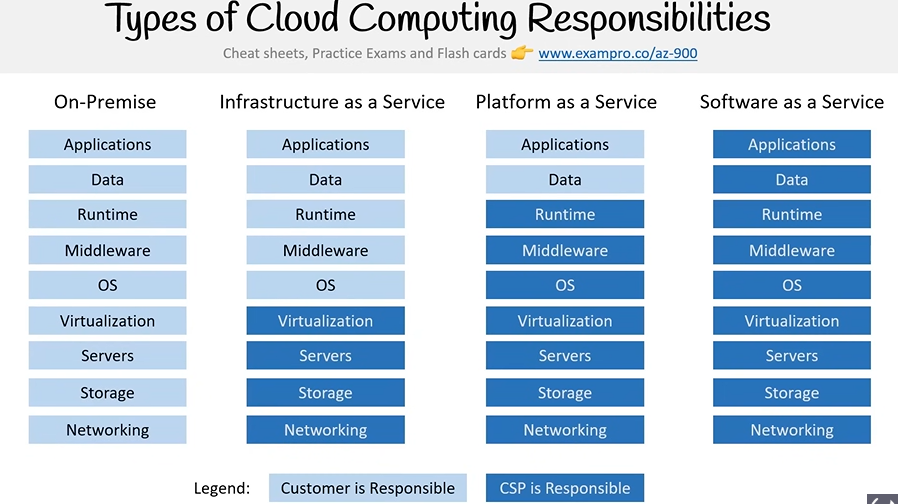 Types of Cloud Computing Responsibilities
Cheat sheets, Practice Exams and Flash cards 👉 www.exampro.co/az-900
On-Premise
Applications
Data
Runtime
Middleware
OS
Virtualization
Servers
Storage
Networking
Infrastructure as a Service
Applications
Data
Runtime
Middleware
OS
Virtualization
Servers
Storage
Networking
Platform as a Service
Applications
Data
Runtime
Middleware
OS
Virtualization
Servers
Storage
Networking
Software as a Service
Applications
Data
Runtime
Middleware
OS
Virtualization
Servers
Storage
Networking
Legend: Customer is Responsible CSP is Responsible